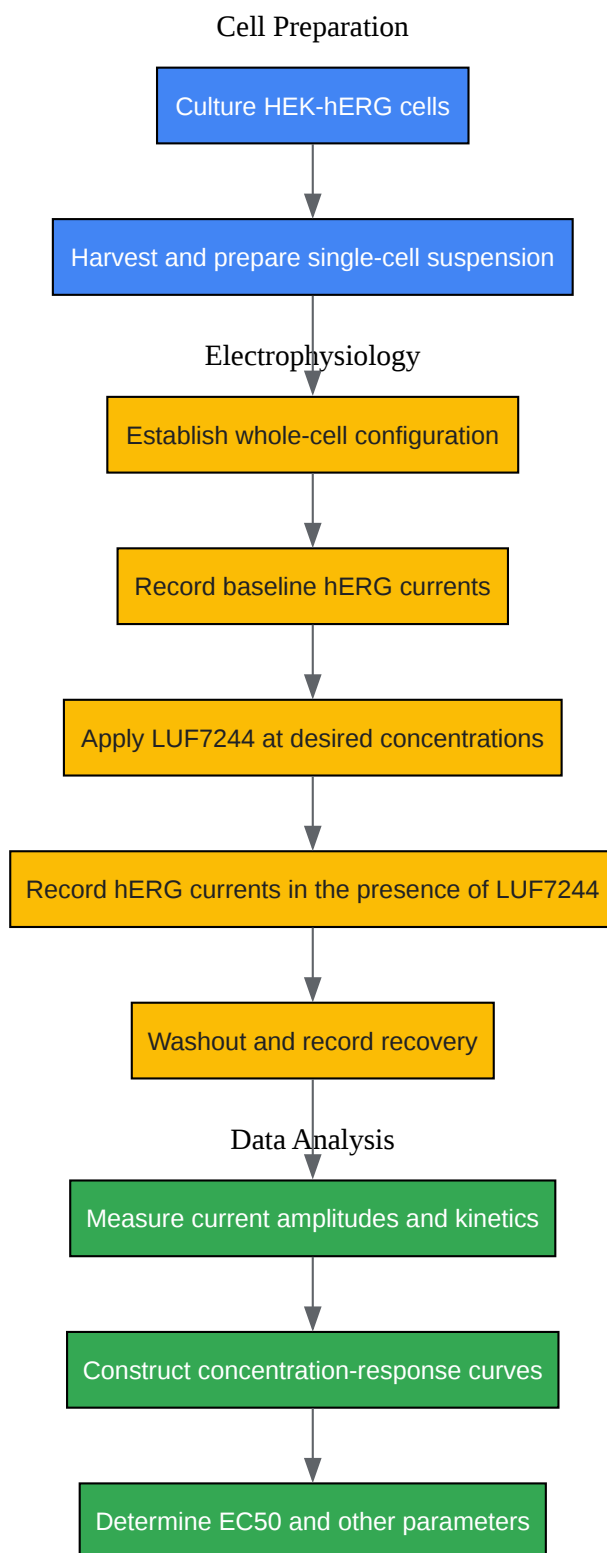 Cell Preparation
Culture HEK-hERG cells
Harvest and prepare single-cell suspension
Electrophysiology
Establish whole-cell configuration
Record baseline hERG currents
Apply LUF7244 at desired concentrations
Record hERG currents in the presence of LUF7244
Washout and record recovery
Data Analysis
Measure current amplitudes and kinetics
Construct concentration-response curves
Determine EC50 and other parameters